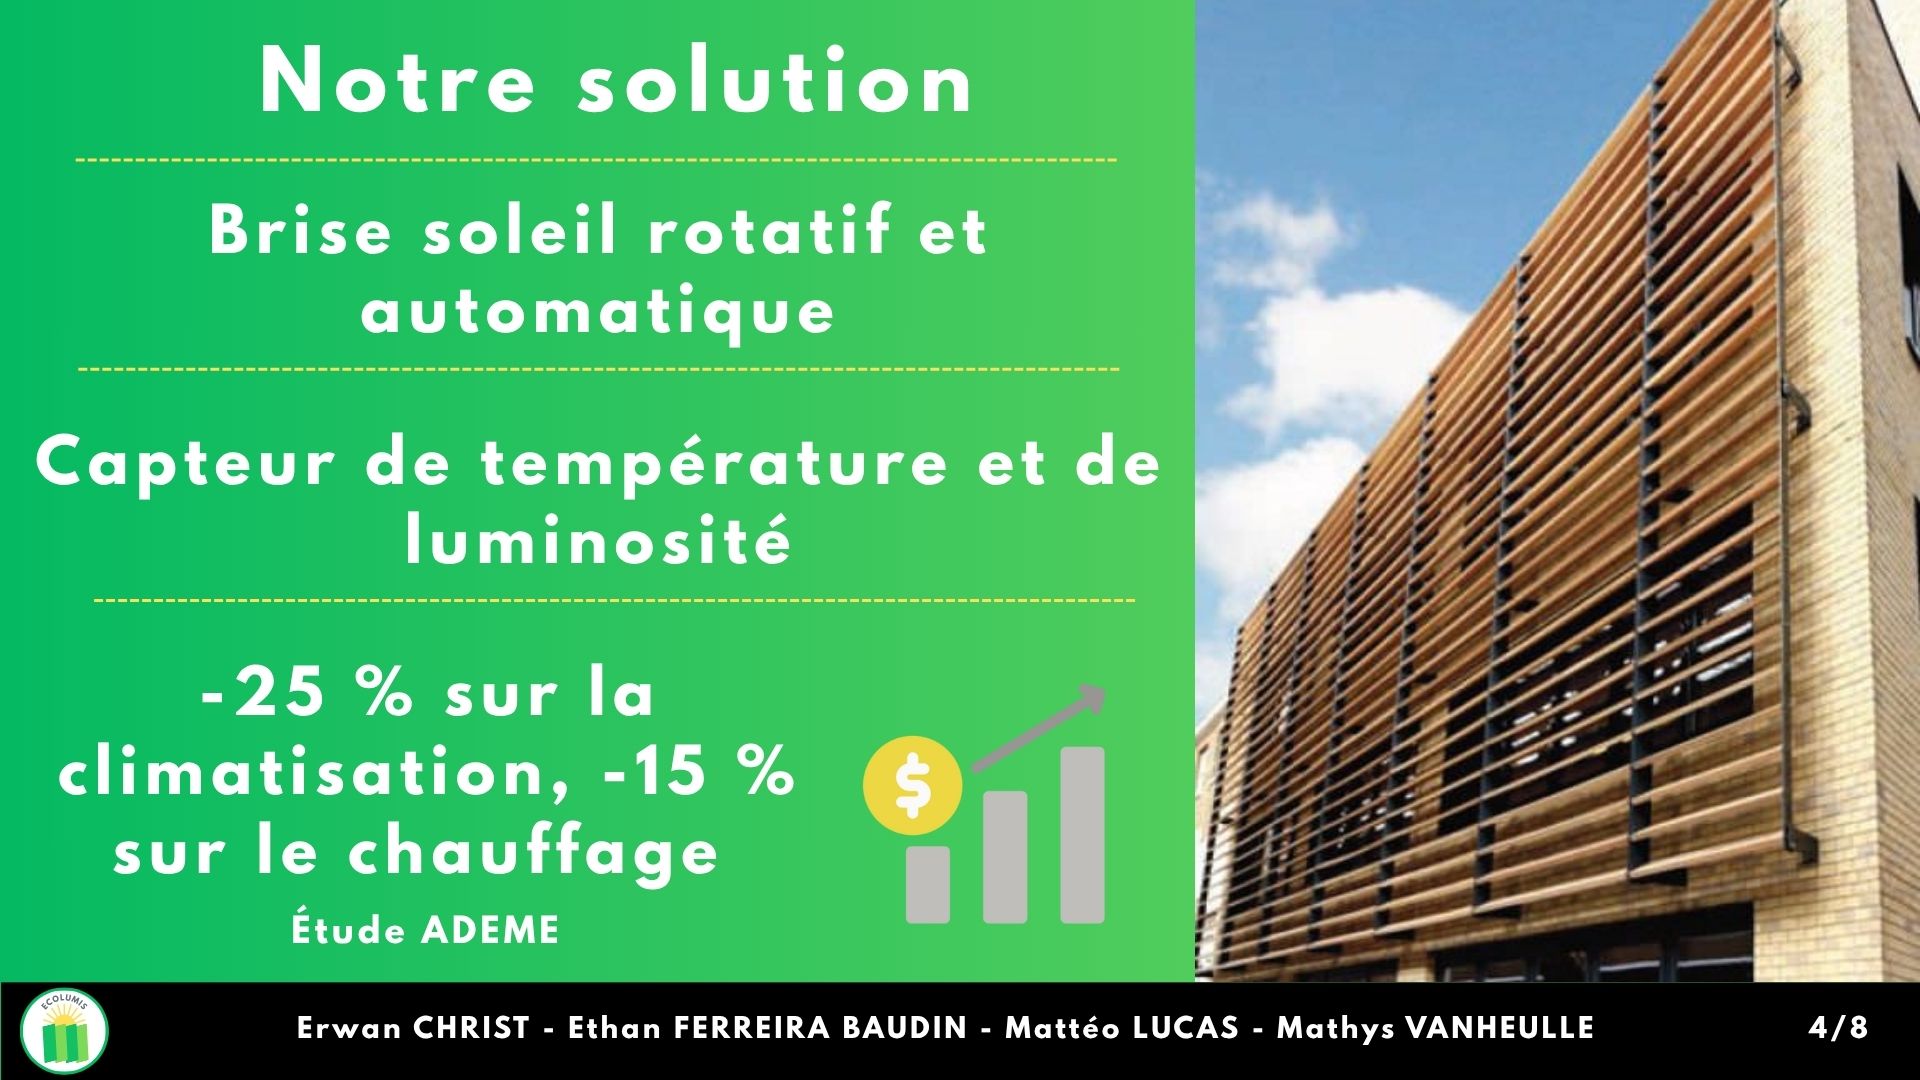 Notre solution
Brise soleil rotatif et
automatique
Capteur de température et de
luminosité
-25 % sur la
climatisation, -15 %
sur le chauffage
Étude ADEME
$
ECOLUMIS
Erwan CHRIST - Ethan FERREIRA BAUDIN - Mattéo LUCAS - Mathys VANHEULLE
4/8